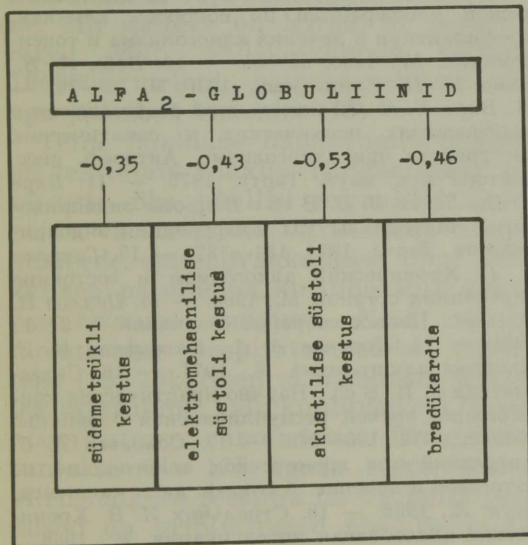 ALFA2-GLOBULIINID
-0,35 -0,43 -0,53 -0,46
südametsükli
kestus
elektromehaanilise
süstoli kestus
akustilise süstoli
kestus
bradükardia